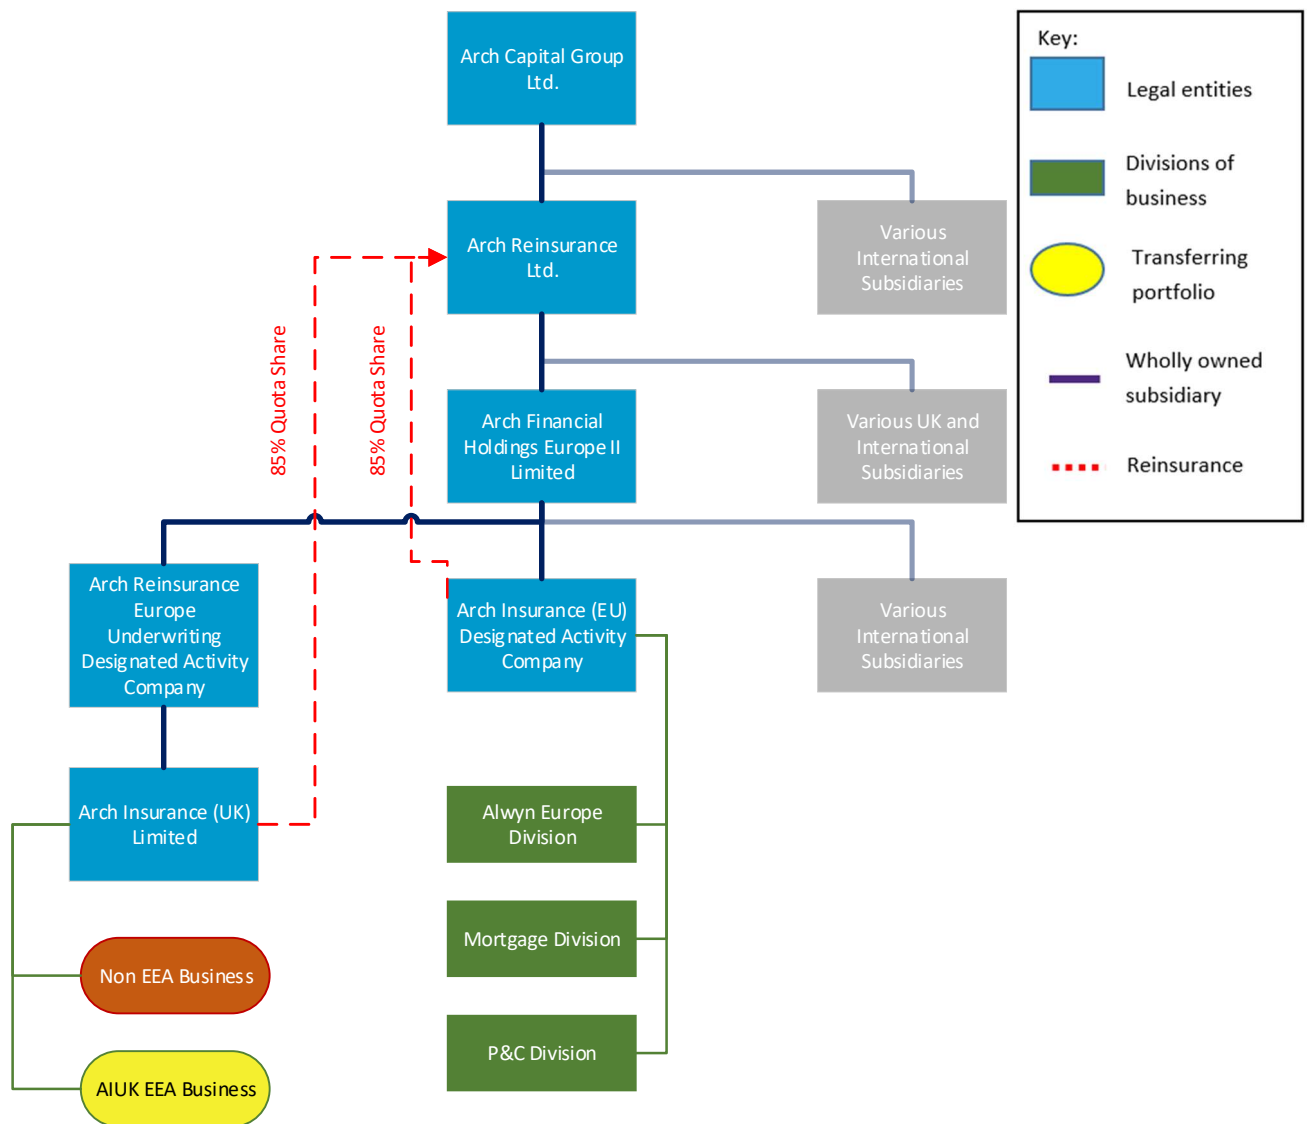 Arch Capital Group
Ltd.
Key:
Legal entities
Divisions of
business
Transferring
portfolio
Wholly owned
subsidiary
Reinsurance
Arch Reinsurance
Ltd.
Various
International
Subsidiaries
85% Quota Share
85% Quota Share
Arch Financial
Holdings Europe II
Limited
Various UK and
International
Subsidiaries
Arch Reinsurance
Europe
Underwriting
Designated Activity
Company
Arch Insurance (EU)
Designated Activity
Company
Various
International
Subsidiaries
Arch Insurance (UK)
Limited
Alwyn Europe
Division
Mortgage Division
Non EEA Business
P&C Division
AIUK EEA Business